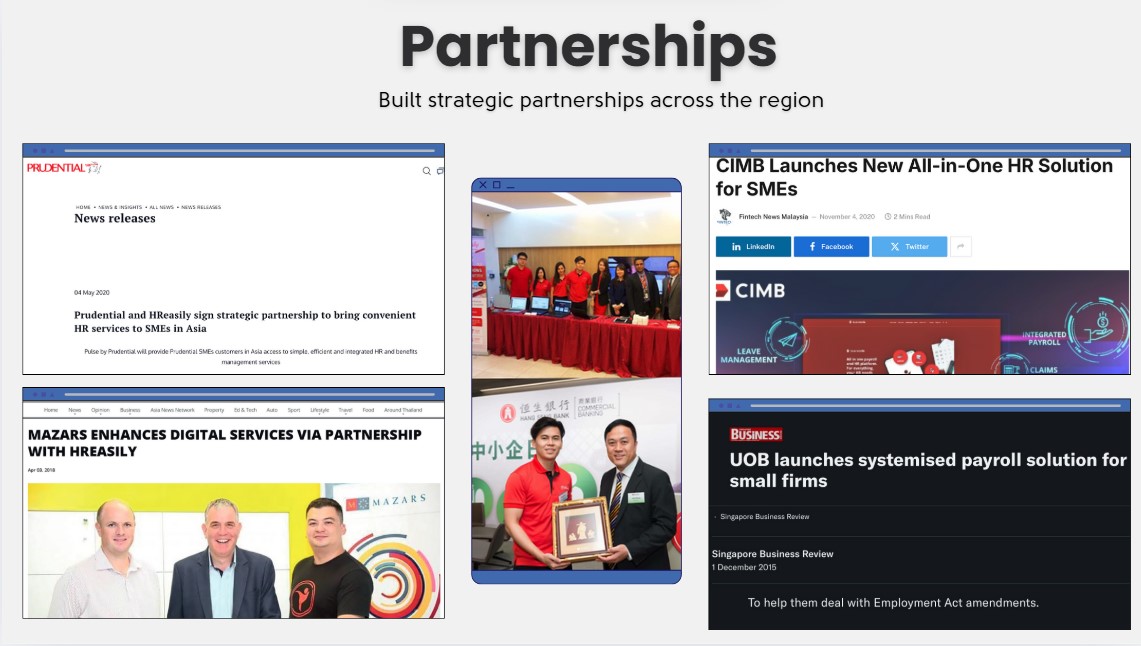 Partnerships
Built strategic partnerships across the region
PRUDENTIAL
HOME • NEWS & INSIGHTS • ALL NEWS • NEWS RELEASES
News releases
04 May 2020
Prudential and HReasily sign strategic partnership to bring convenient
HR services to SMEs in Asia
Pulse by Prudential will provide Prudential SMEs customers in Asia access to simple, efficient and integrated HR and benefits
management services
Home News Opinion Business Asia News Network Property Ed & Tech Auto Sport Lifestyle Travel Food Around Thailand
MAZARS ENHANCES DIGITAL SERVICES VIA PARTNERSHIP
WITH HREASILY
Apr 09. 2018
MAZARS
恒生銀行 商業銀行
HANG SENG BANK COMMERCIAL
BANKING
中小企
CIMB Launches New All-in-One HR Solution
for SMEs
Fintech News Malaysia — November 4, 2020 2 Mins Read
in LinkedIn f Facebook X Twitter
CIMB
LEAVE
MANAGEMENT
INTEGRATED
PAYROLL
CLAIMS
BUSINESS
UOB launches systemised payroll solution for
small firms
Singapore Business Review
Singapore Business Review
1 December 2015
To help them deal with Employment Act amendments.